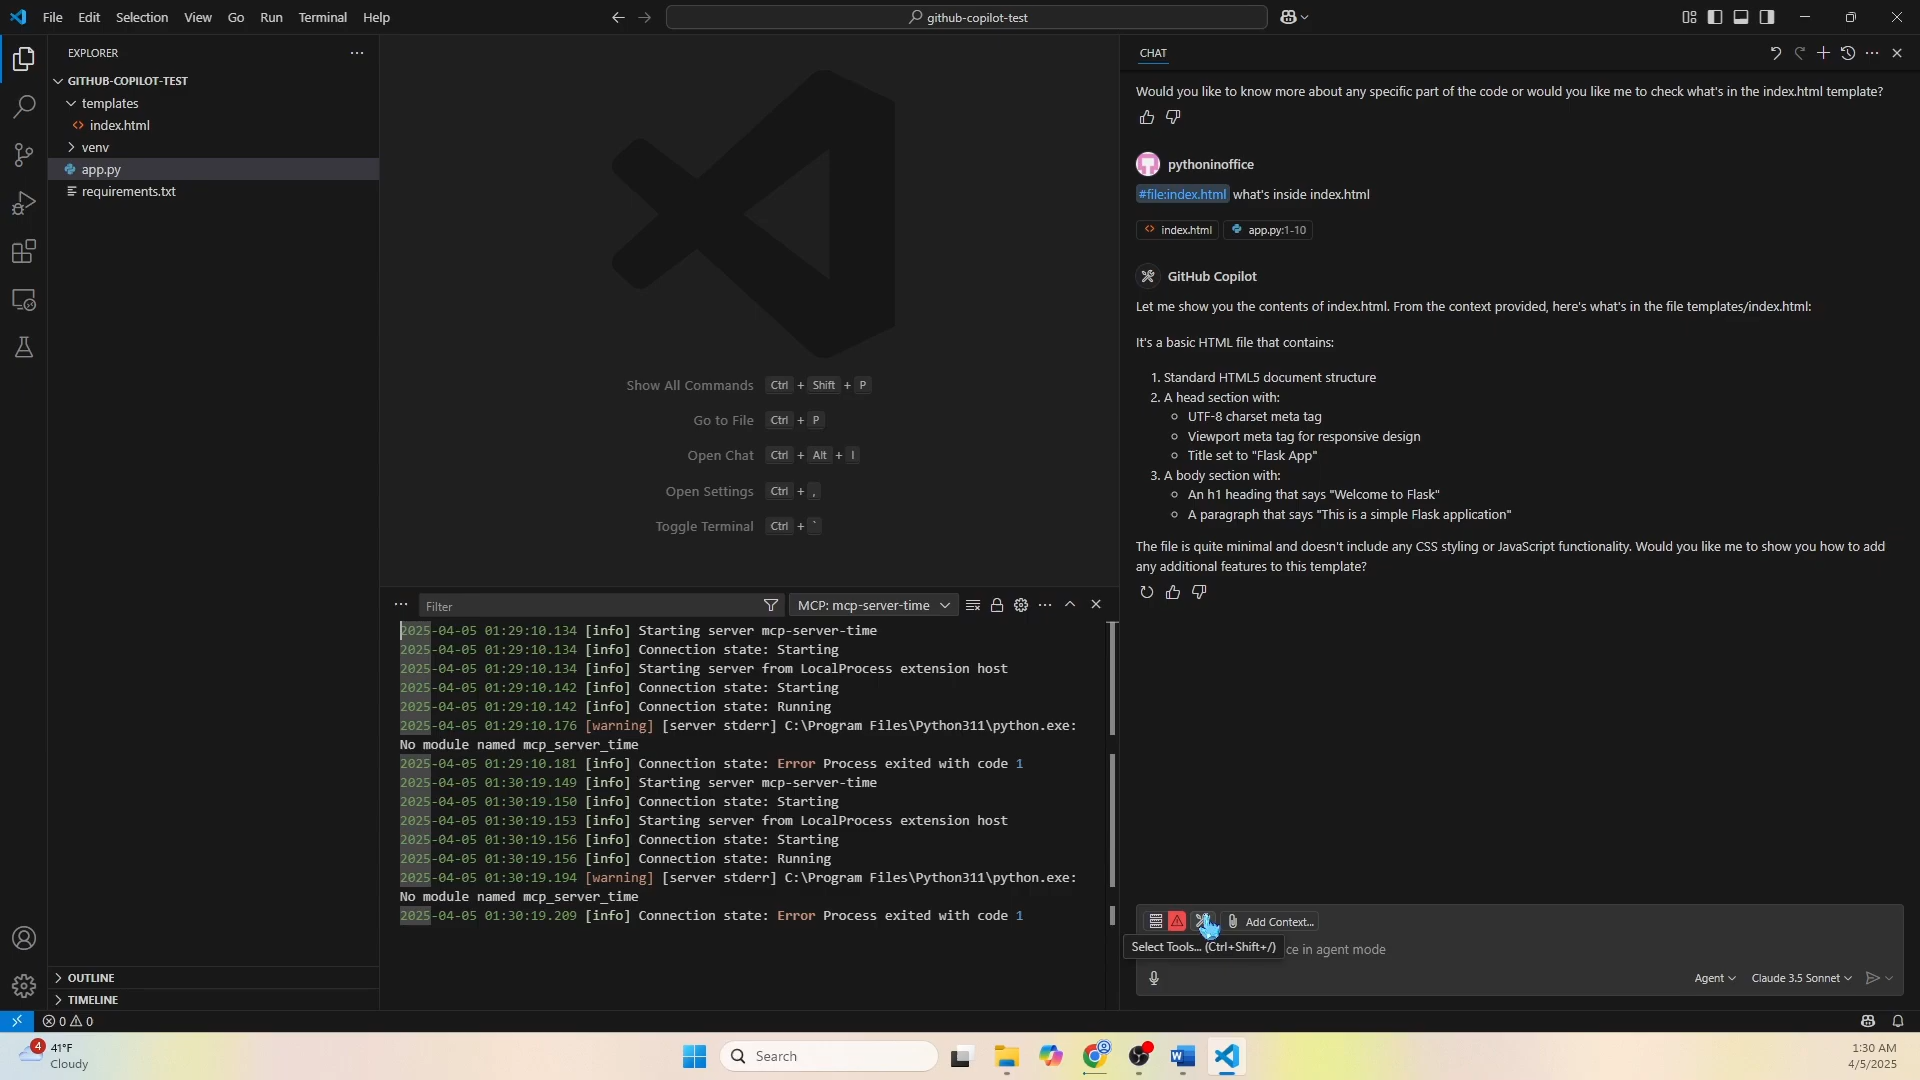 File Edit Selection View Go Run Terminal Help
github-copilot-test
EXPLORER
GITHUB-COPILOT-TEST
templates
index.html
venv
app.py
requirements.txt
OUTLINE
TIMELINE
Show All Commands Ctrl + Shift + P
Go to File Ctrl + P
Open Chat Ctrl + Alt + I
Open Settings Ctrl + ,
Toggle Terminal Ctrl + `
Filter
MCP: mcp-server-time
2025-04-05 01:29:10.134 [info] Starting server mcp-server-time
2025-04-05 01:29:10.134 [info] Connection state: Starting
2025-04-05 01:29:10.134 [info] Starting server from LocalProcess extension host
2025-04-05 01:29:10.142 [info] Connection state: Starting
2025-04-05 01:29:10.142 [info] Connection state: Running
2025-04-05 01:29:10.176 [warning] [server stderr] C:\Program Files\Python311\python.exe:
No module named mcp_server_time
2025-04-05 01:29:10.181 [info] Connection state: Error Process exited with code 1
2025-04-05 01:30:19.149 [info] Starting server mcp-server-time
2025-04-05 01:30:19.150 [info] Connection state: Starting
2025-04-05 01:30:19.153 [info] Starting server from LocalProcess extension host
2025-04-05 01:30:19.156 [info] Connection state: Starting
2025-04-05 01:30:19.156 [info] Connection state: Running
2025-04-05 01:30:19.194 [warning] [server stderr] C:\Program Files\Python311\python.exe:
No module named mcp_server_time
2025-04-05 01:30:19.209 [info] Connection state: Error Process exited with code 1
CHAT
Would you like to know more about any specific part of the code or would you like me to check what's in the index.html template?
pythoninoffice
#file:index.html what's inside index.html
index.html app.py:1-10
GitHub Copilot
Let me show you the contents of index.html. From the context provided, here's what's in the file templates/index.html:
It's a basic HTML file that contains:
1. Standard HTML5 document structure
2. A head section with:
UTF-8 charset meta tag
Viewport meta tag for responsive design
Title set to "Flask App"
3. A body section with:
An h1 heading that says "Welcome to Flask"
A paragraph that says "This is a simple Flask application"
The file is quite minimal and doesn't include any CSS styling or JavaScript functionality. Would you like me to show you how to add
any additional features to this template?
Add Context...
Select Tools... (Ctrl+Shift+/)
ce in agent mode
Agent Claude 3.5 Sonnet
0 0
4
41°F
Cloudy
Search
1:30 AM
4/5/2025